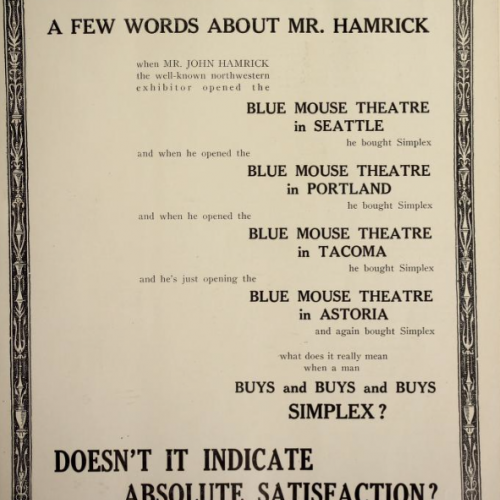 A FEW WORDS ABOUT MR. HAMRICK
when MR. JOHN HAMRICK
the well-known northwestern
exhibitor opened the
BLUE MOUSE THEATRE
in SEATTLE
he bought Simplex
and when he opened the
BLUE MOUSE THEATRE
in PORTLAND
he bought Simplex
and when he opened the
BLUE MOUSE THEATRE
in TACOMA
he bought Simplex
and he's just opening the
BLUE MOUSE THEATRE
in ASTORIA
and again bought Simplex
what does it really mean
when a man
BUYS and BUYS and BUYS
SIMPLEX?
DOESN'T IT INDICATE
ABSOLUTE SATISFACTION?